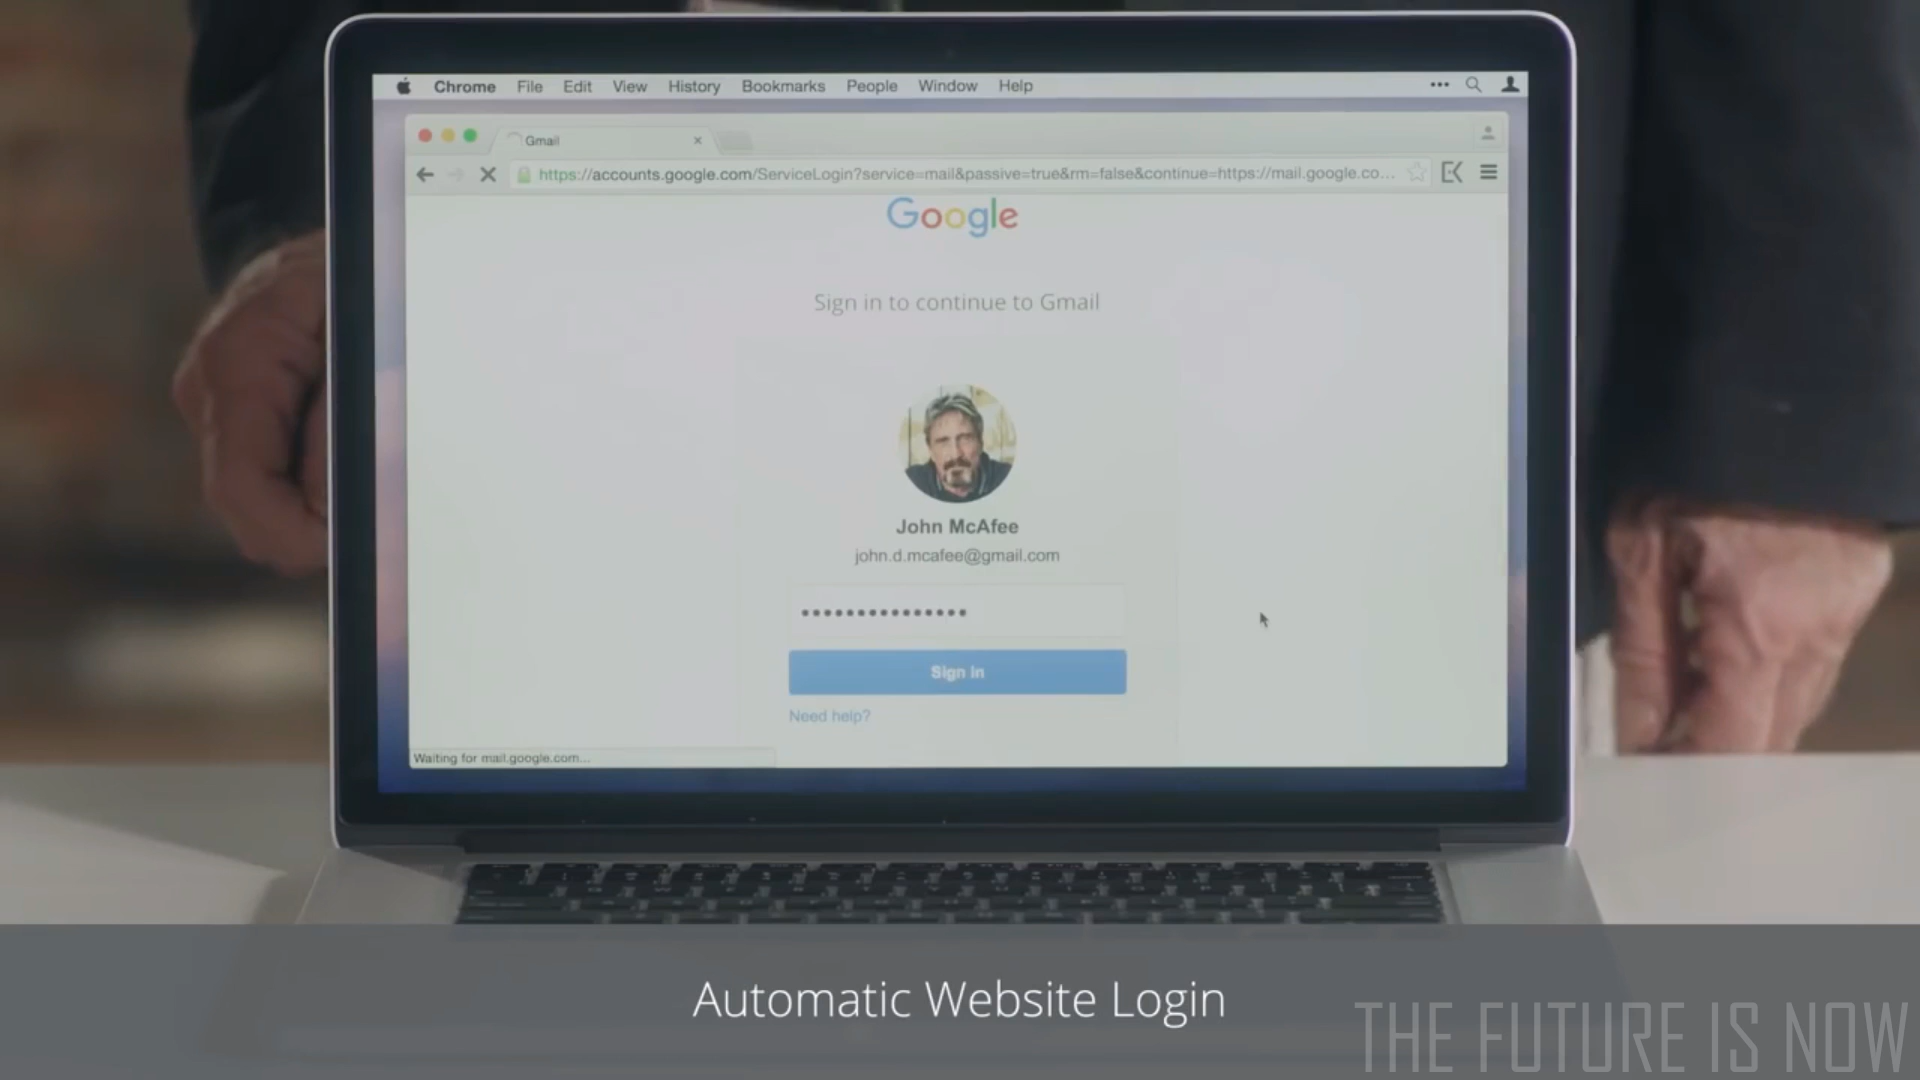 Chrome File Edit View History Bookmarks People Window Help
Gmail
https://accounts.google.com/ServiceLogin?service=mail&passive=true&rm=false&continue=https://mail.google.co...
Google
Sign in to continue to Gmail
John McAfee
john.d.mcafee@gmail.com
Sign in
Need help?
Waiting for mail.google.com...
Automatic Website Login
THE FUTURE IS NOW